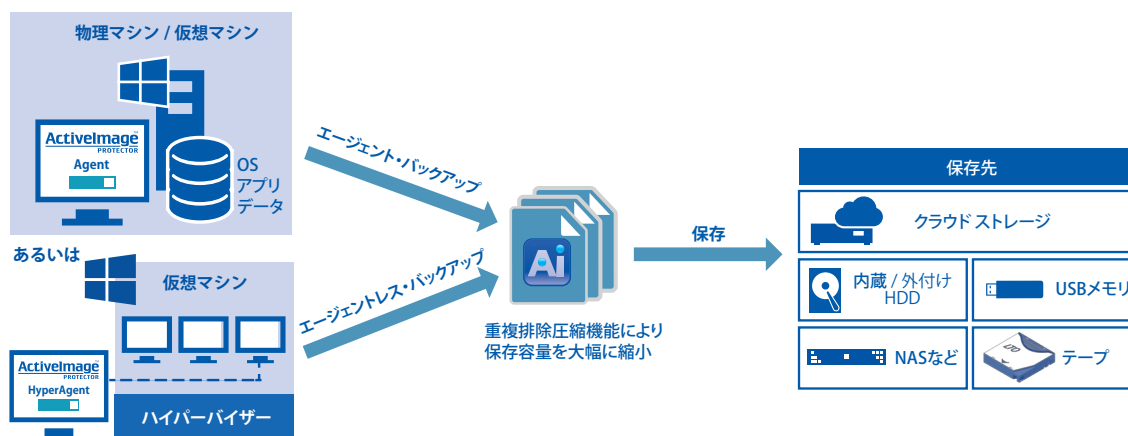 物理マシン / 仮想マシン
ActiveImage
PROTECTOR
Agent
OS
アプリ
データ
エージェント・バックアップ
あるいは
仮想マシン
エージェントレス・バックアップ
ActiveImage
PROTECTOR
HyperAgent
ハイパーバイザー
Ai
重複排除圧縮機能により
保存容量を大幅に縮小
保存
保存先
クラウド ストレージ
内蔵 / 外付け
HDD
USBメモリ
NASなど
LTO
テープ